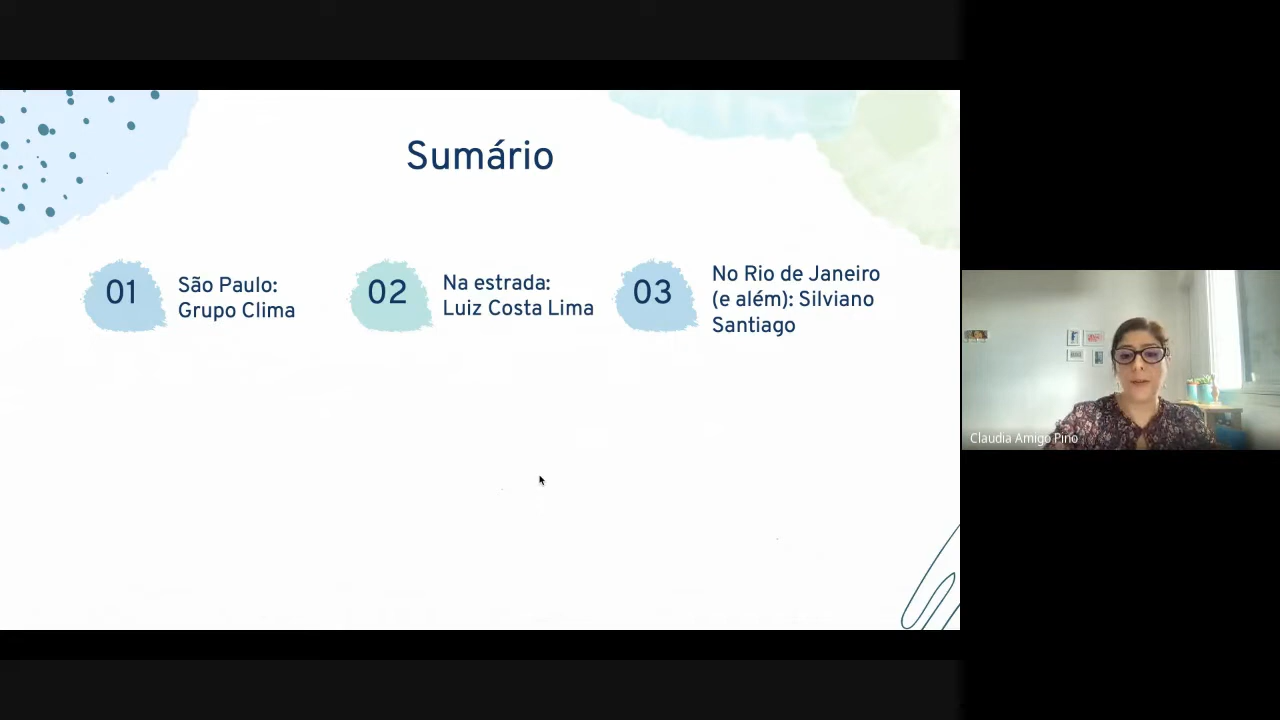 Sumário
01
São Paulo:
Grupo Clima
02
Na estrada:
Luiz Costa Lima
03
No Rio de Janeiro
(e além): Silviano
Santiago
Claudia Amigo Pino